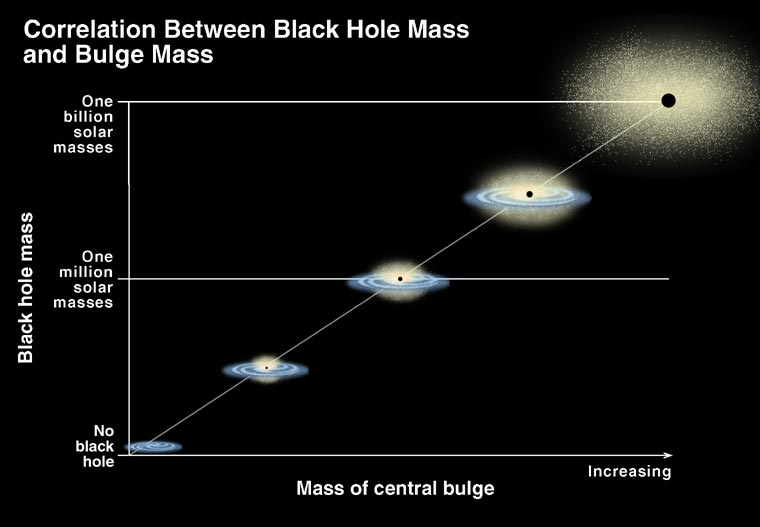 Correlation Between Black Hole Mass
and Bulge Mass
One
billion
solar
masses
One
million
solar
masses
Black hole mass
No
black
hole
Increasing
Mass of central bulge